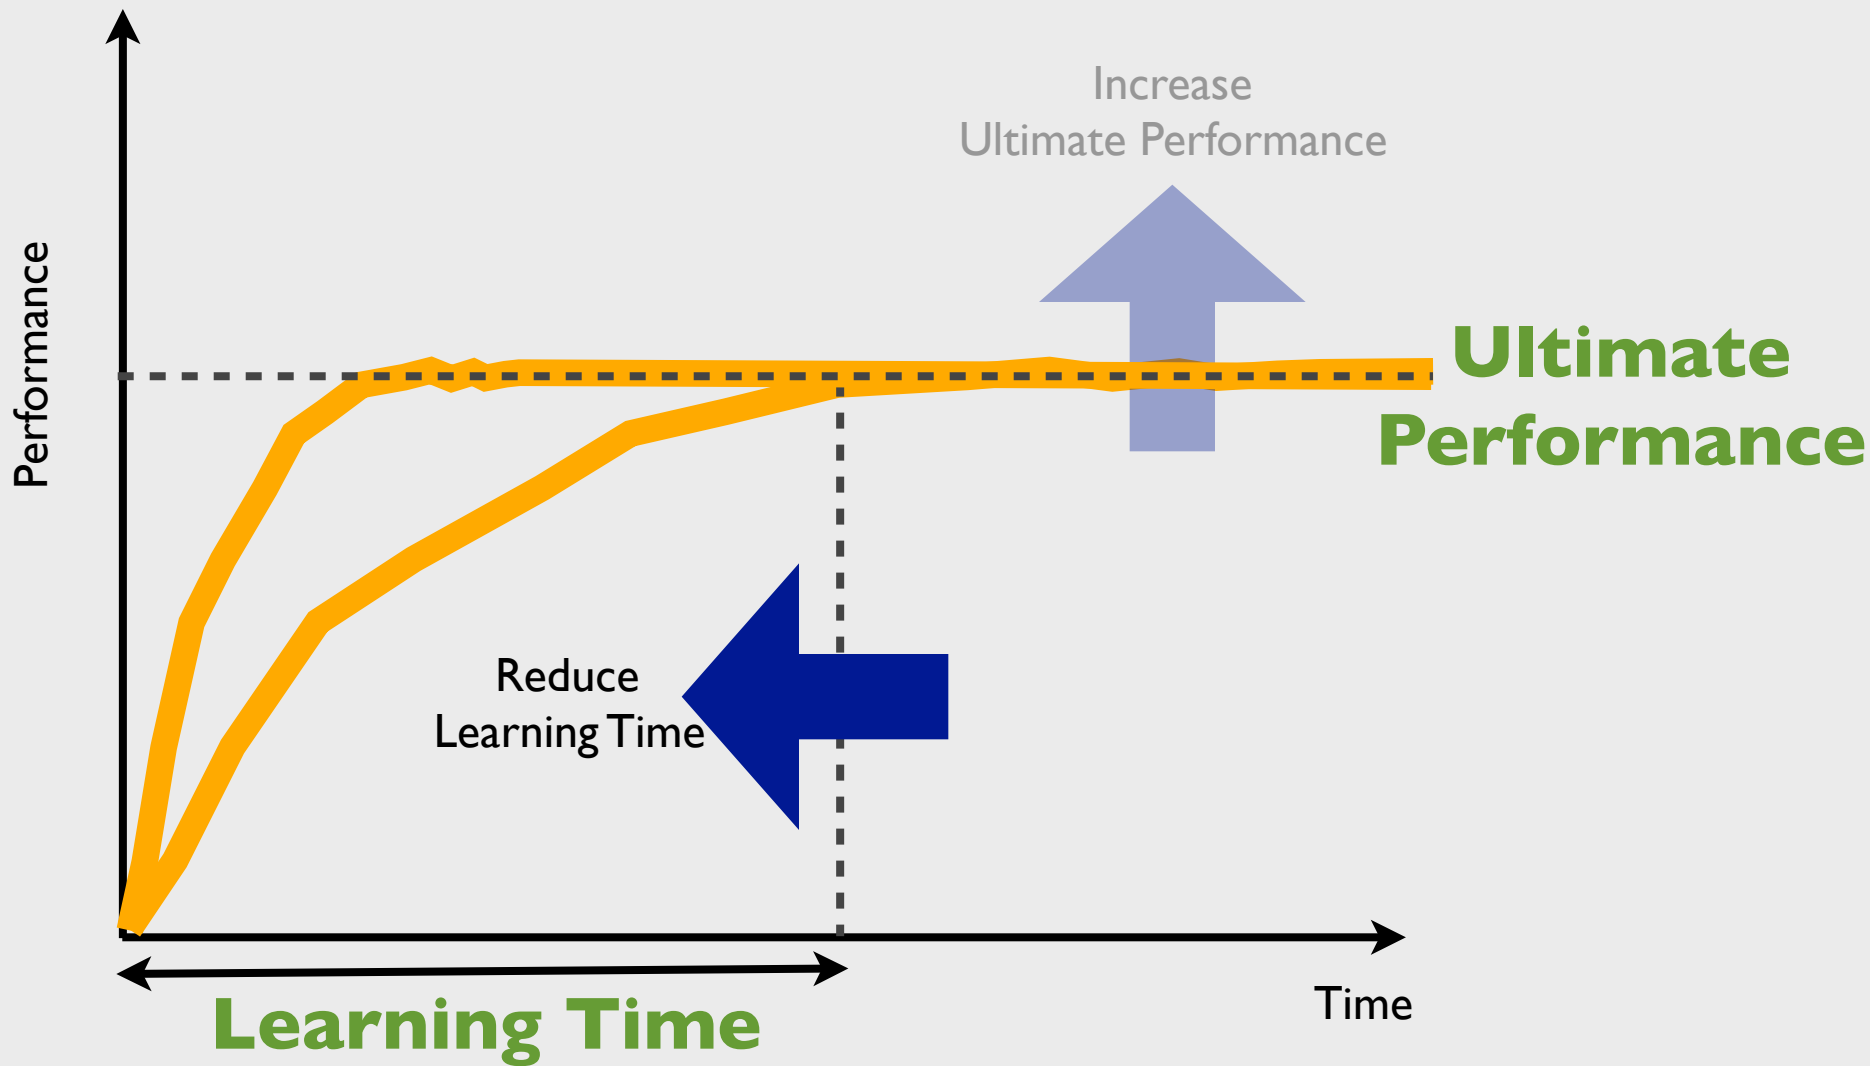 Increase
Ultimate Performance
Performance
Ultimate
Performance
Reduce
Learning Time
Time
Learning Time